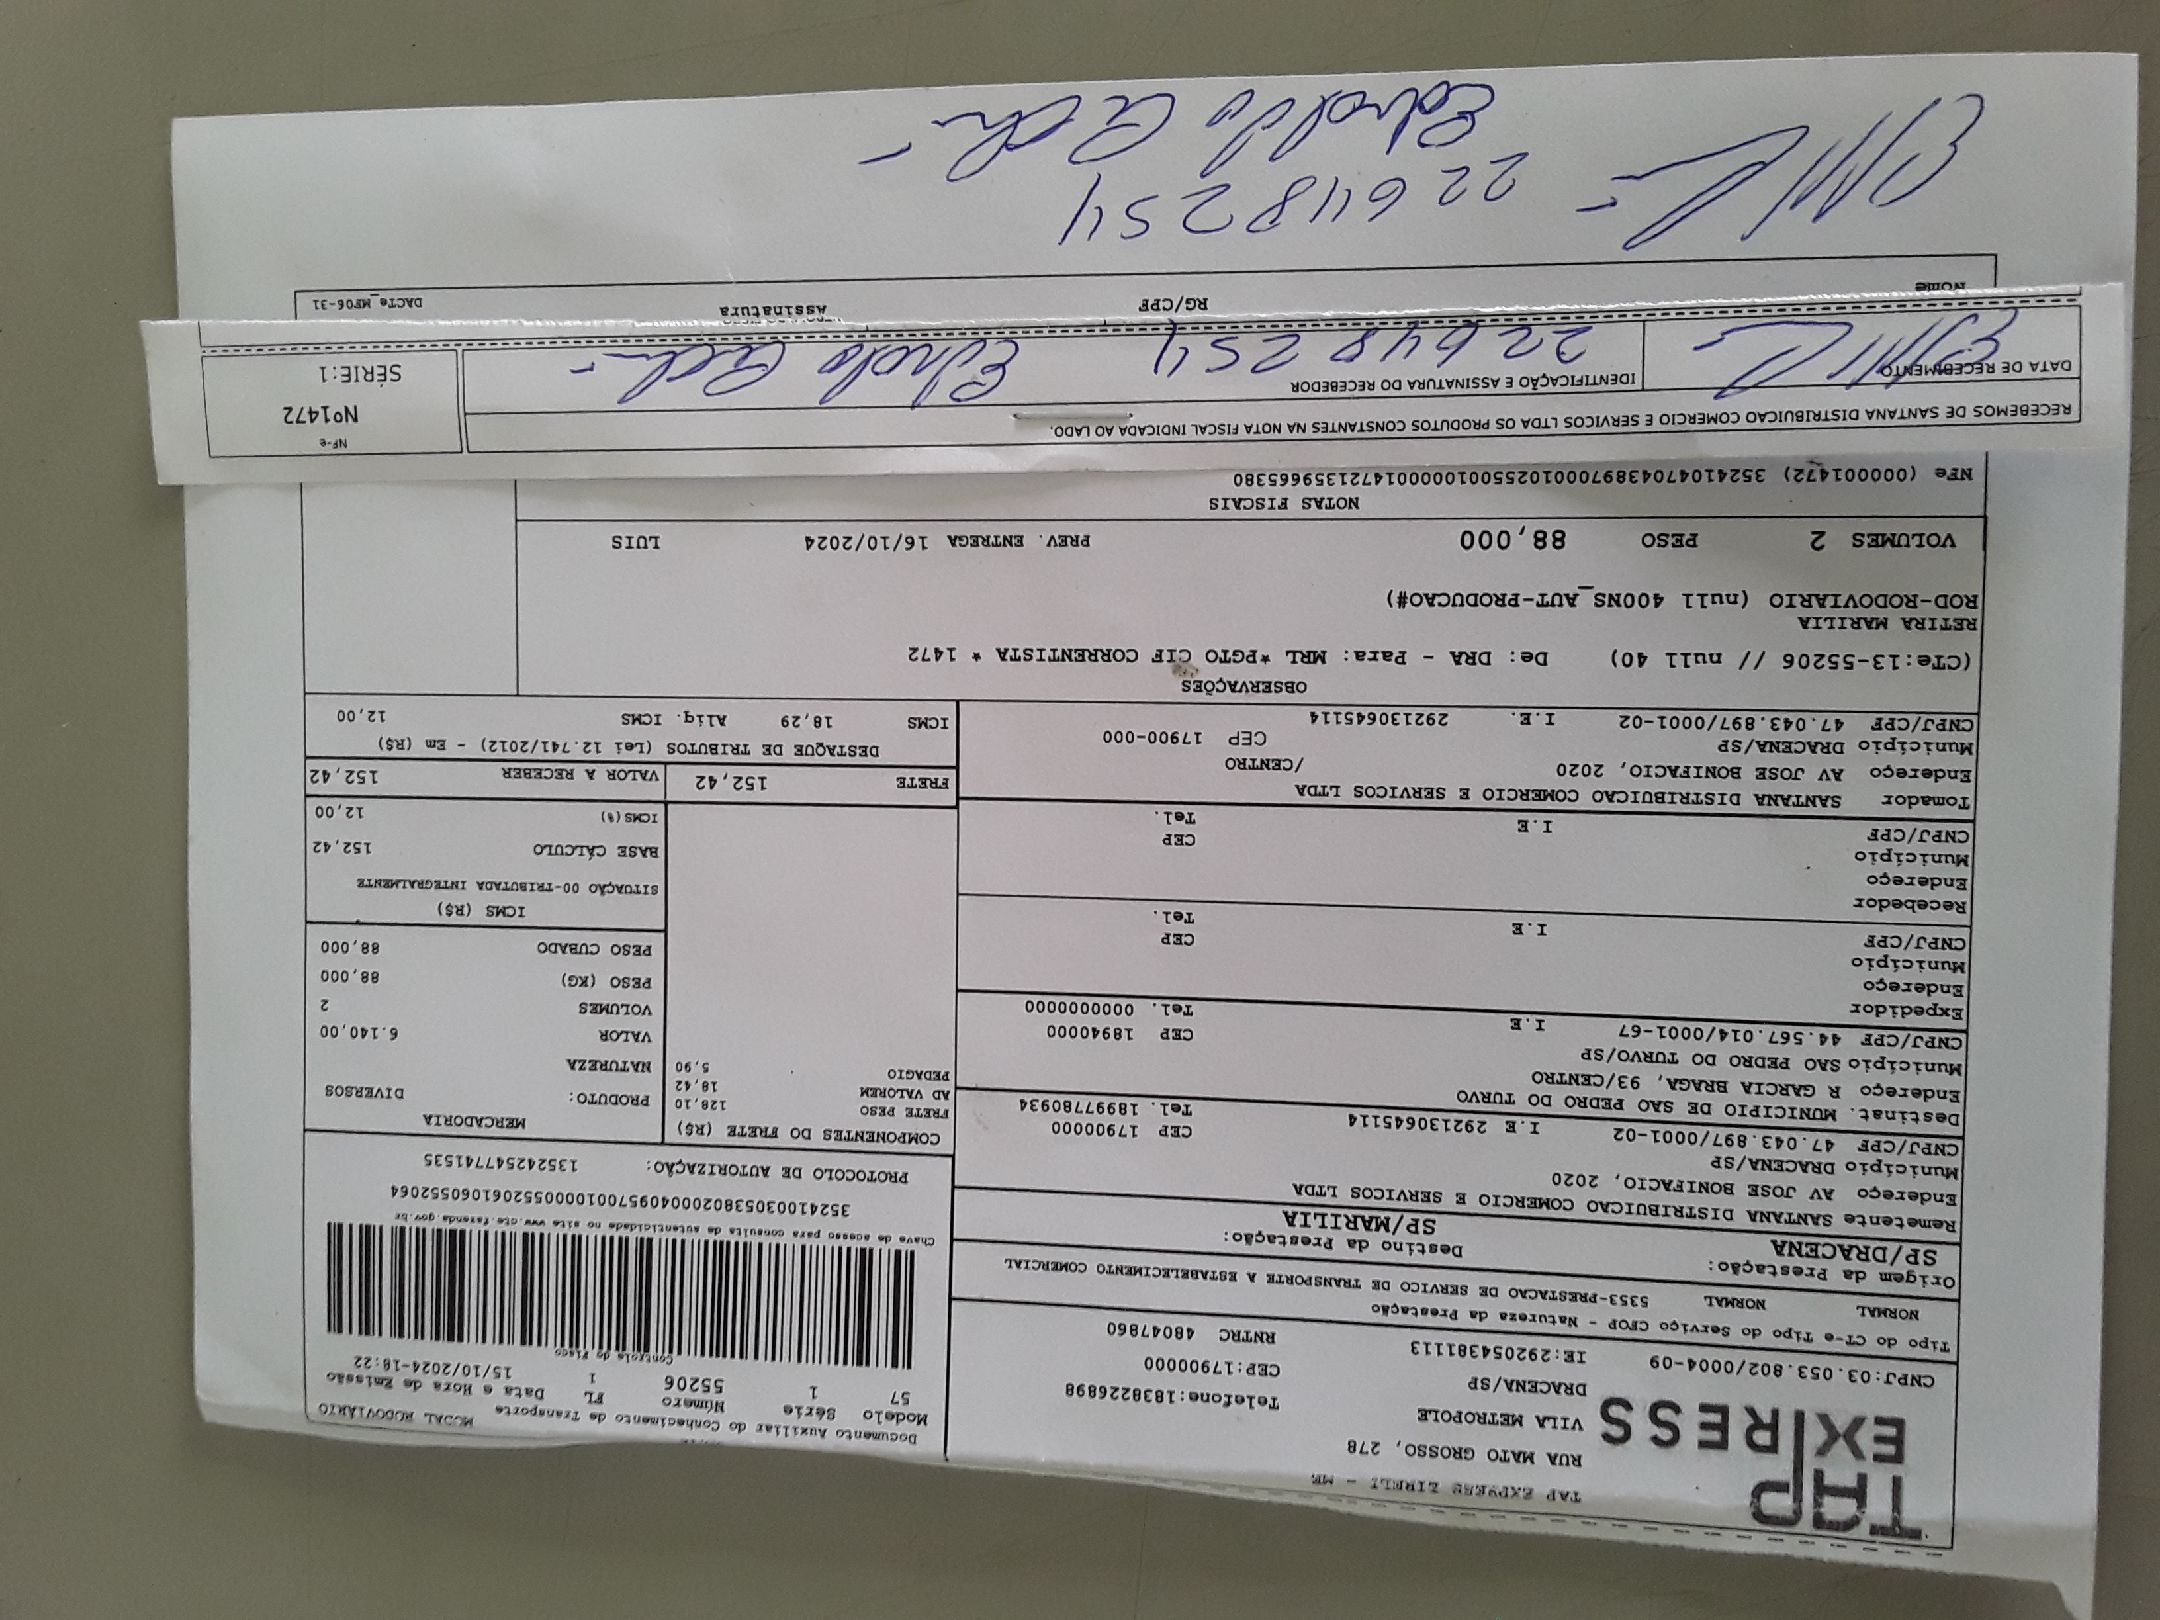 TAP
EXPRESS
TAP EXPRESS EIRELI - ME
RUA MATO GROSSO, 278
VILA METROPOLE
Telefone:1838226898
DRACENA/SP
CEP:17900000
CNPJ:03.053.802/0004-09
IE:292054381113
RNTRC 48047860
Documento Auxiliar do Conhecimento de Transporte
MODAL RODOVIÁRIO
Modelo Série Número FL Data e Hora de Emissão
57 1 55206 1 15/10/2024-18:22
Controle do Fisco
Chave de acesso para consulta de autenticidade no site www.cte.fazenda.gov.br
35241003053802000409570010000552061060552064
PROTOCOLO DE AUTORIZAÇÃO: 135242547741535
Tipo do CT-e Tipo do Serviço CFOP - Natureza da Prestação
NORMAL NORMAL 5353-PRESTACAO DE SERVICO DE TRANSPORTE A ESTABELECIMENTO COMERCIAL
Origem da Prestação: Destino da Prestação:
SP/DRACENA SP/MARILIA
Remetente SANTANA DISTRIBUICAO COMERCIO E SERVICOS LTDA
Endereço AV JOSE BONIFACIO, 2020
Município DRACENA/SP CEP 17900000
CNPJ/CPF 47.043.897/0001-02 I.E 292130645114 Tel. 1899780934
Destinat. MUNICIPIO DE SAO PEDRO DO TURVO
Endereço R GARCIA BRAGA, 93/CENTRO
Município SAO PEDRO DO TURVO/SP CEP 18940000
CNPJ/CPF 44.567.014/0001-67 I.E Tel. 00000000000
Expedidor
Endereço
Município CEP
CNPJ/CPF I.E Tel.
Recebedor
Endereço
Município CEP
CNPJ/CPF I.E Tel.
Tomador SANTANA DISTRIBUICAO COMERCIO E SERVICOS LTDA
Endereço AV JOSE BONIFACIO, 2020 /CENTRO
Município DRACENA/SP CEP 17900-000
CNPJ/CPF 47.043.897/0001-02 I.E. 292130645114
COMPONENTES DO FRETE (R$)
FRETE PESO 128,10
AD VALOREM 18,42
PEDAGIO 5,90
MERCADORIA
PRODUTO: DIVERSOS
NATUREZA
VALOR 6.140,00
VOLUMES 2
PESO (KG) 88,000
PESO CUBADO 88,000
ICMS (R$)
SITUAÇÃO 00-TRIBUTADA INTEGRALMENTE
BASE CÁLCULO 152,42
ICMS(%) 12,00
FRETE 152,42 VALOR A RECEBER 152,42
DESTAQUE DE TRIBUTOS (Lei 12.741/2012) - Em (R$)
ICMS 18,29 Alíq. ICMS 12,00
OBSERVAÇÕES
(CTe:13-55206 // null 40) De: DRA - Para: MRL *PGTO CIF CORRENTISTA * 1472
RETIRA MARILIA
ROD-RODOVIARIO (null 400NS_AUT-PRODUCAO#)
VOLUMES 2 PESO 88,000 PREV. ENTREGA 16/10/2024 LUIS
NOTAS FISCAIS
NFe (000001472) 35241047043897000102550010000014721359665380
RECEBEMOS DE SANTANA DISTRIBUICAO COMERCIO E SERVICOS LTDA OS PRODUTOS CONSTANTES NA NOTA FISCAL INDICADA AO LADO.
NF-e
Nº1472
SÉRIE:1
DATA DE RECEBIMENTO IDENTIFICAÇÃO E ASSINATURA DO RECEBEDOR
22648254
Nome RG/CPF Assinatura DACTe_MF06-31
22648254